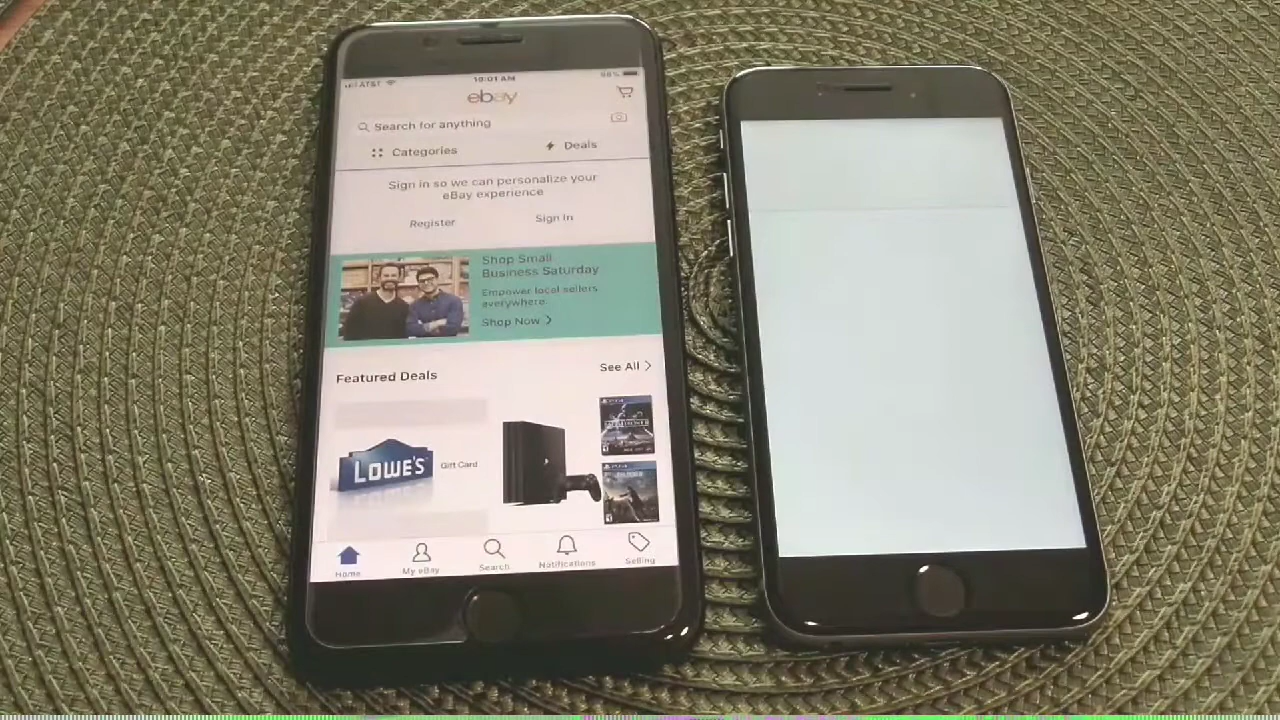 AT&T 10:01 AM
ebay
Search for anything
Categories Deals
Sign in so we can personalize your
eBay experience
Register Sign In
Shop Small
Business Saturday
Empower local sellers
everywhere.
Shop Now
Featured Deals See All
LOWE'S Gift Card
PS4
PS4
Home My eBay Search Notifications Selling